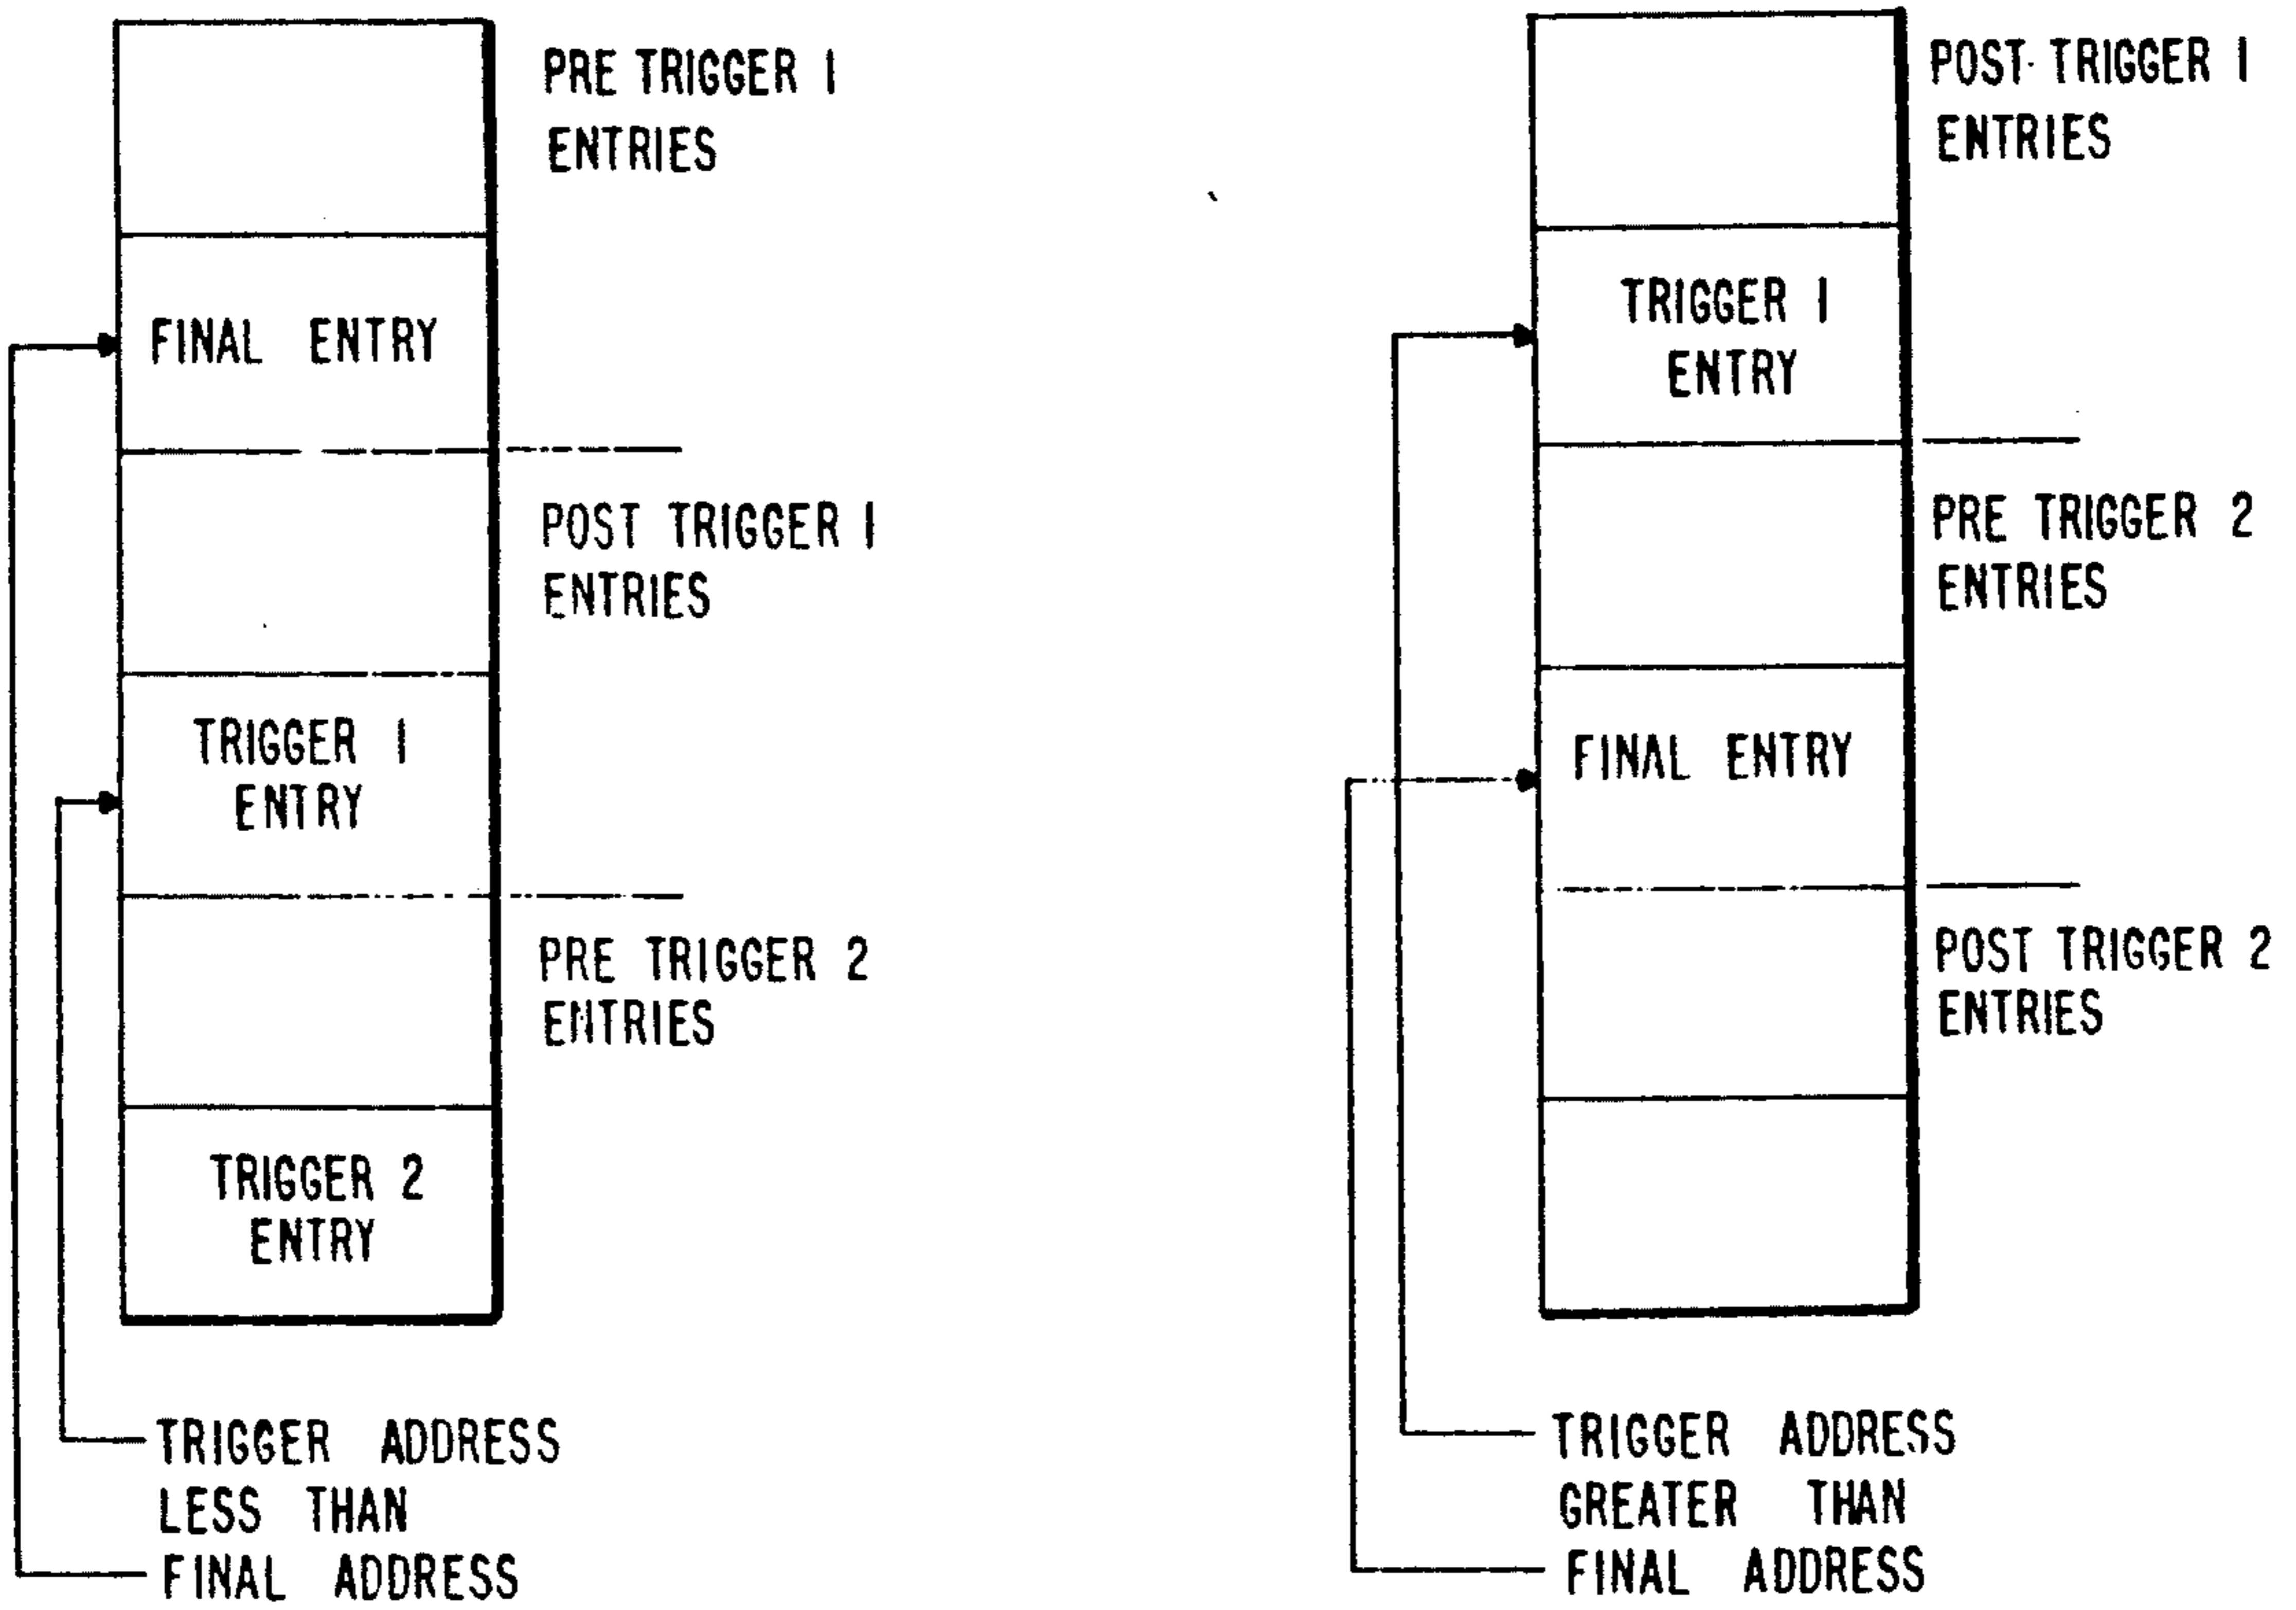 PRE TRIGGER 1
ENTRIES
FINAL ENTRY
POST TRIGGER 1
ENTRIES
TRIGGER 1
ENTRY
PRE TRIGGER 2
ENTRIES
TRIGGER 2
ENTRY
TRIGGER ADDRESS
LESS THAN
FINAL ADDRESS
POST TRIGGER 1
ENTRIES
TRIGGER 1
ENTRY
PRE TRIGGER 2
ENTRIES
FINAL ENTRY
POST TRIGGER 2
ENTRIES
TRIGGER ADDRESS
GREATER THAN
FINAL ADDRESS